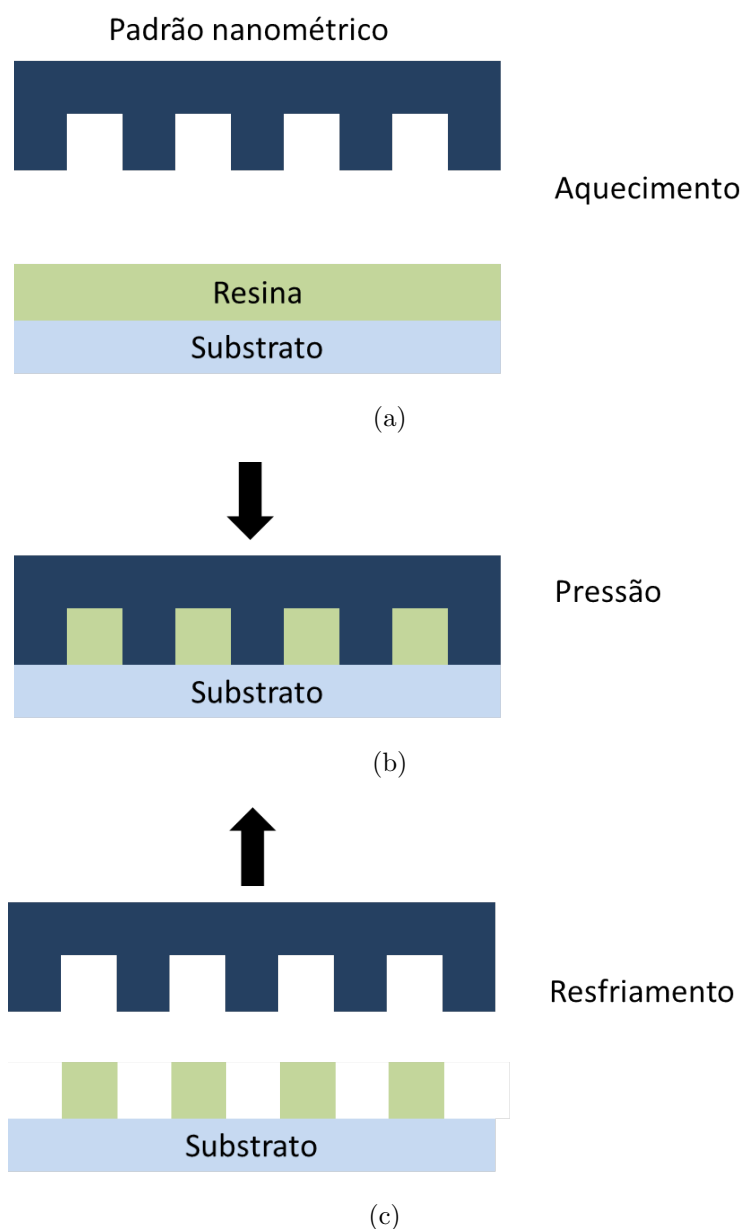 Padrão nanométrico
Aquecimento
Resina
Substrato
(a)
Pressão
Substrato
(b)
Resfriamento
Substrato
(c)